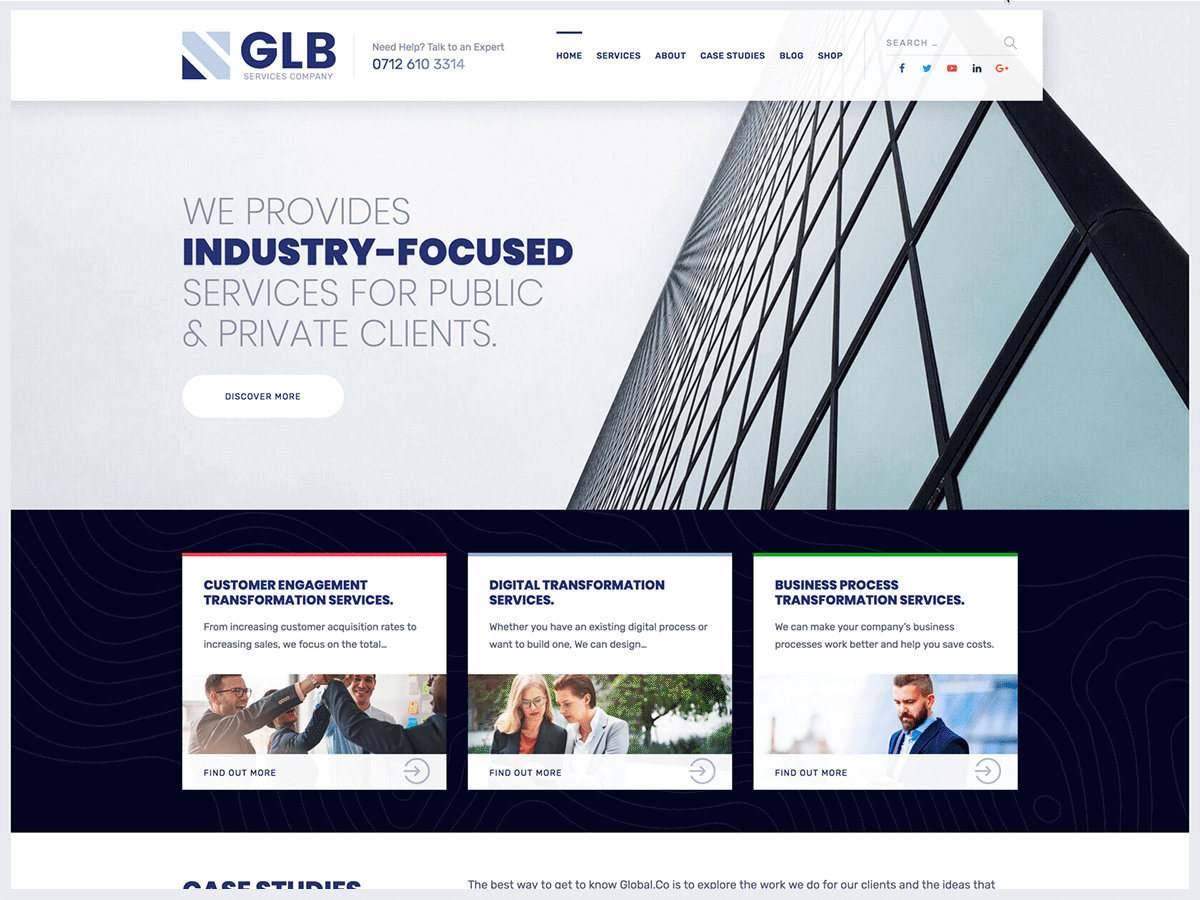 GLB
SERVICES COMPANY
Need Help? Talk to an Expert
0712 610 3314
HOME SERVICES ABOUT CASE STUDIES BLOG SHOP
SEARCH ...
WE PROVIDES
INDUSTRY-FOCUSED
SERVICES FOR PUBLIC
& PRIVATE CLIENTS.
DISCOVER MORE
CUSTOMER ENGAGEMENT
TRANSFORMATION SERVICES.
From increasing customer acquisition rates to
increasing sales, we focus on the total...
FIND OUT MORE
DIGITAL TRANSFORMATION
SERVICES.
Whether you have an existing digital process or
want to build one, We can design...
FIND OUT MORE
BUSINESS PROCESS
TRANSFORMATION SERVICES.
We can make your company's business
processes work better and help you save costs.
FIND OUT MORE
CASE STUDIES
The best way to get to know Global.Co is to explore the work we do for our clients and the ideas that